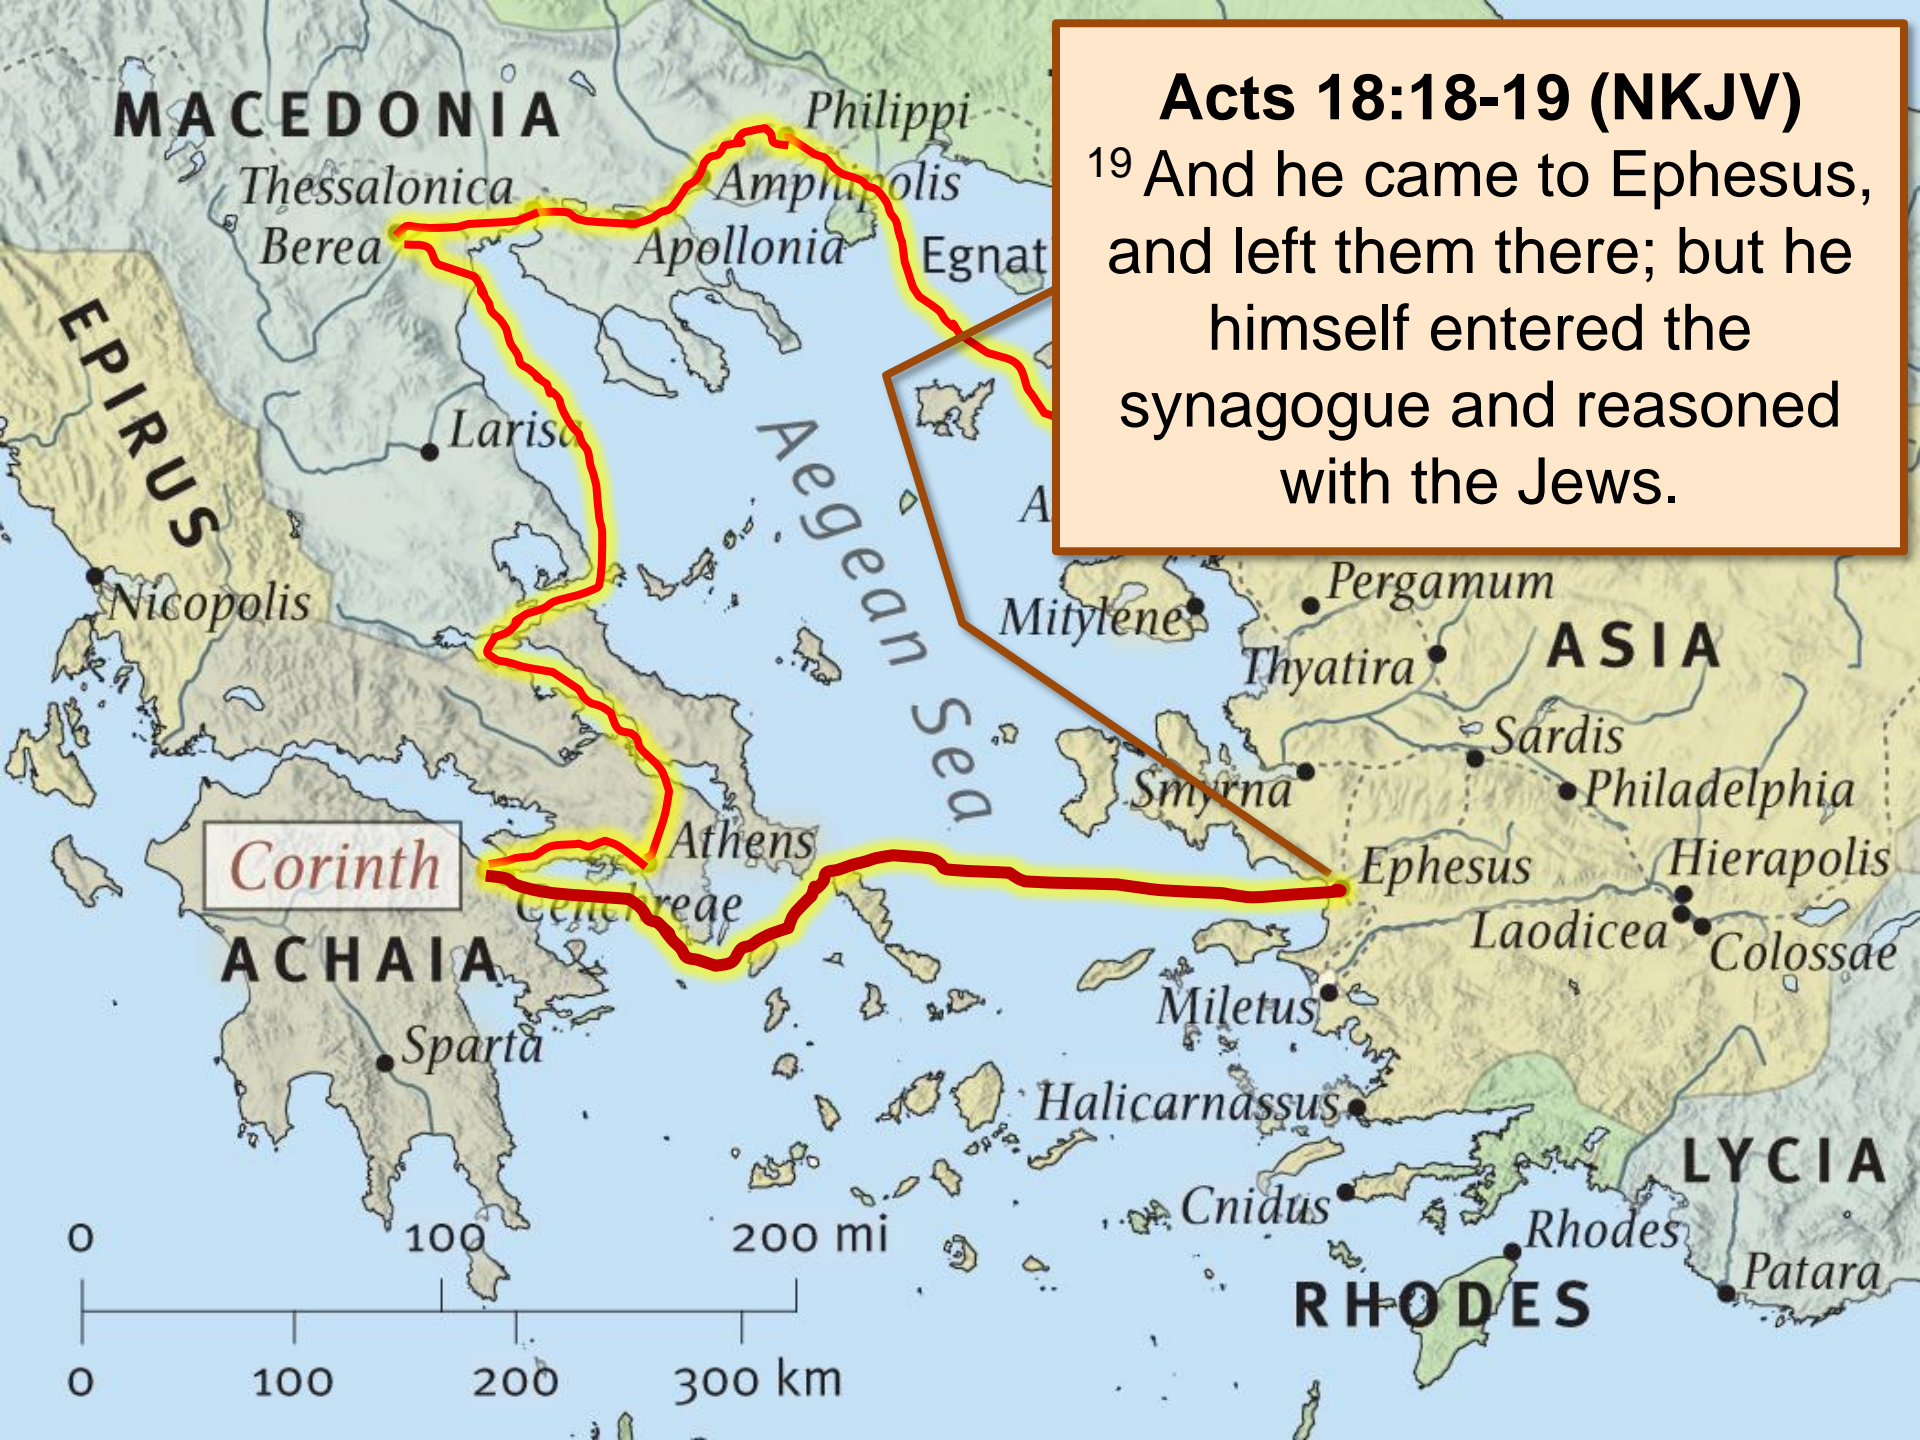 Acts 18:18-19 (NKJV)
19 And he came to Ephesus,
and left them there; but he
himself entered the
synagogue and reasoned
with the Jews.
MACEDONIA
Philippi
Thessalonica
Amphipolis
Berea
Apollonia
Egnat
EPIRUS
Larisa
Aegean Sea
A
Nicopolis
Mitylene
Pergamum
ASIA
Thyatira
Sardis
Smyrna
Philadelphia
Corinth
Athens
Ephesus
Hierapolis
Cenchreae
Laodicea
Colossae
ACHAIA
Miletus
Sparta
Halicarnassus
LYCIA
Cnidus
Rhodes
Patara
RHODES
0 100 200 mi
0 100 200 300 km